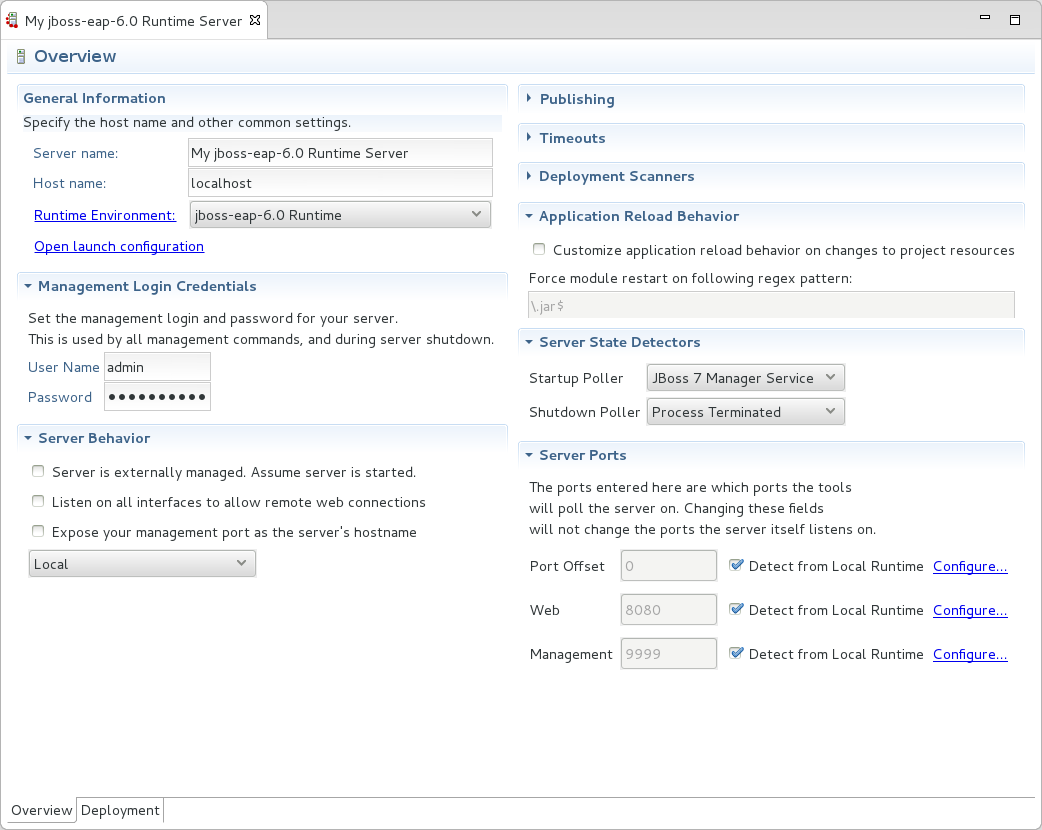 My jboss-eap-6.0 Runtime Server
Overview
General Information
Specify the host name and other common settings.
Server name: My jboss-eap-6.0 Runtime Server
Host name: localhost
Runtime Environment: jboss-eap-6.0 Runtime
Open launch configuration
Management Login Credentials
Set the management login and password for your server.
This is used by all management commands, and during server shutdown.
User Name admin
Password ••••••••••
Server Behavior
Server is externally managed. Assume server is started.
Listen on all interfaces to allow remote web connections
Expose your management port as the server's hostname
Local
Publishing
Timeouts
Deployment Scanners
Application Reload Behavior
Customize application reload behavior on changes to project resources
Force module restart on following regex pattern:
\.jar$
Server State Detectors
Startup Poller JBoss 7 Manager Service
Shutdown Poller Process Terminated
Server Ports
The ports entered here are which ports the tools
will poll the server on. Changing these fields
will not change the ports the server itself listens on.
Port Offset 0 Detect from Local Runtime Configure...
Web 8080 Detect from Local Runtime Configure...
Management 9999 Detect from Local Runtime Configure...
Overview Deployment